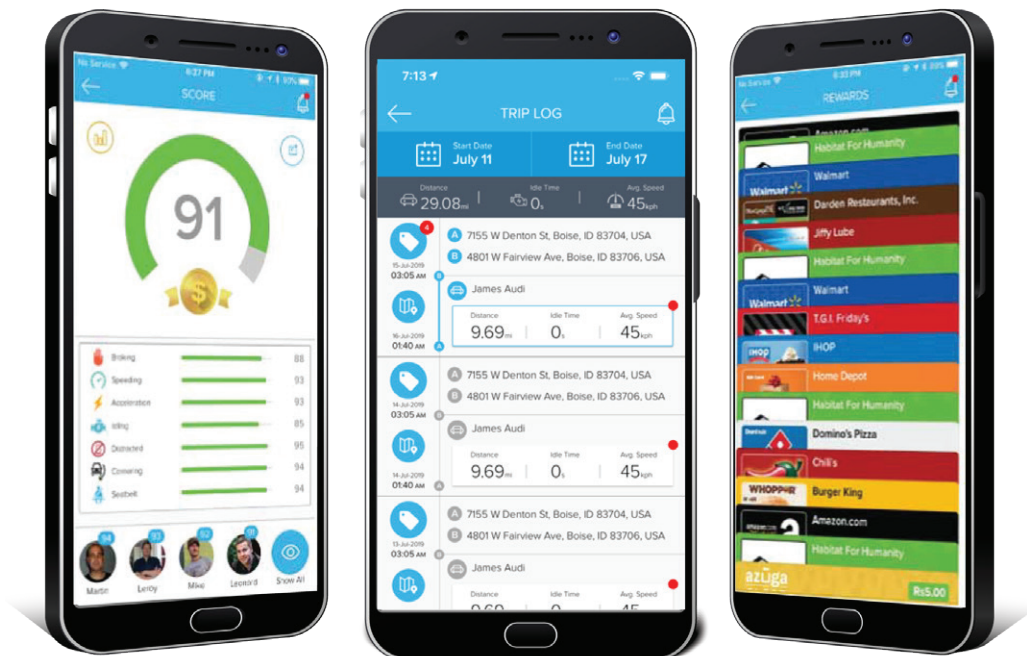 No Service
6:27 PM
90%
SCORE
91
Braking 88
Speeding 93
Acceleration 93
Idling 85
Distracted 95
Cornering 94
Seatbelt 94
94 93 92 91
Martin Leroy Mike Leonard Show All
7:13
TRIP LOG
Start Date End Date
July 11 July 17
Distance Idle Time Avg. Speed
29.08mi 0s 45kph
4
A 7155 W Denton St, Boise, ID 83704, USA
B 4801 W Fairview Ave, Boise, ID 83706, USA
15-Jul-2019
03:05 AM
B
James Audi
Distance Idle Time Avg. Speed
9.69mi 0s 45kph
16-Jul-2019
01:40 AM
A
A 7155 W Denton St, Boise, ID 83704, USA
B 4801 W Fairview Ave, Boise, ID 83706, USA
14-Jul-2019
03:05 AM
B
James Audi
Distance Idle Time Avg. Speed
9.69mi 0s 45kph
14-Jul-2019
01:40 AM
A
A 7155 W Denton St, Boise, ID 83704, USA
B 4801 W Fairview Ave, Boise, ID 83706, USA
13-Jul-2019
03:05 AM
B
James Audi
Distance Idle Time Avg. Speed
No Service
6:33 PM
REWARDS
Amazon.com
Habitat For Humanity
Walmart
Walmart
Darden Restaurants, Inc.
Jiffy Lube
Habitat For Humanity
Walmart
Walmart
T.G.I. Friday's
IHOP
IHOP
Home Depot
Habitat For Humanity
Domino's Pizza
Chili's
WHOPPER
Burger King
Amazon.com
Habitat For Humanity
azuga
Rs5.00